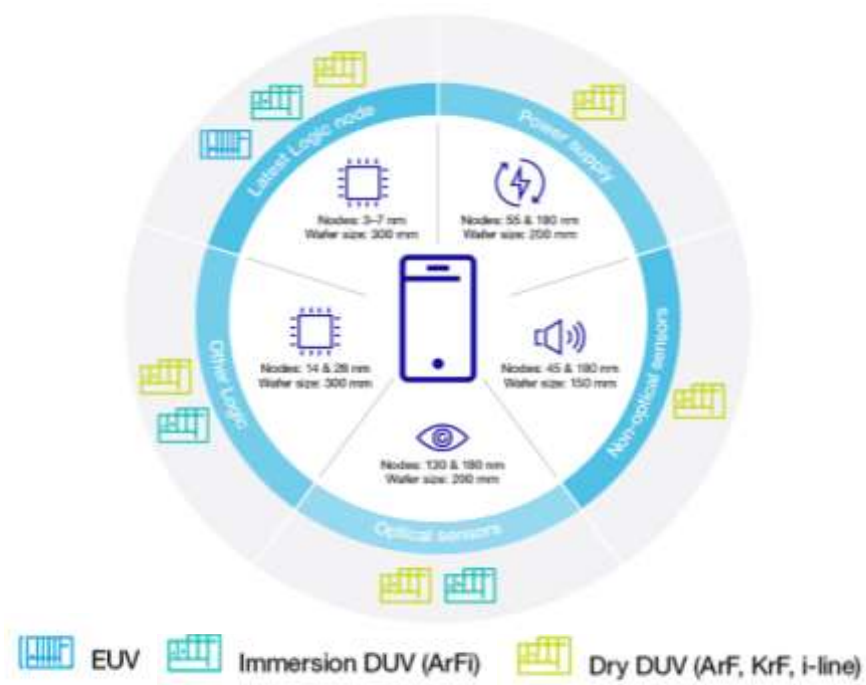 Latest Logic node
Power supply
Nodes: 3–7 nm
Wafer size: 300 mm
Nodes: 55 & 180 nm
Wafer size: 200 mm
Other Logic
Nodes: 14 & 28 nm
Wafer size: 300 mm
Nodes: 45 & 180 nm
Wafer size: 150 mm
Non-optical sensors
Nodes: 130 & 180 nm
Wafer size: 200 mm
Optical sensors
EUV
Immersion DUV (ArFi)
Dry DUV (ArF, KrF, i-line)